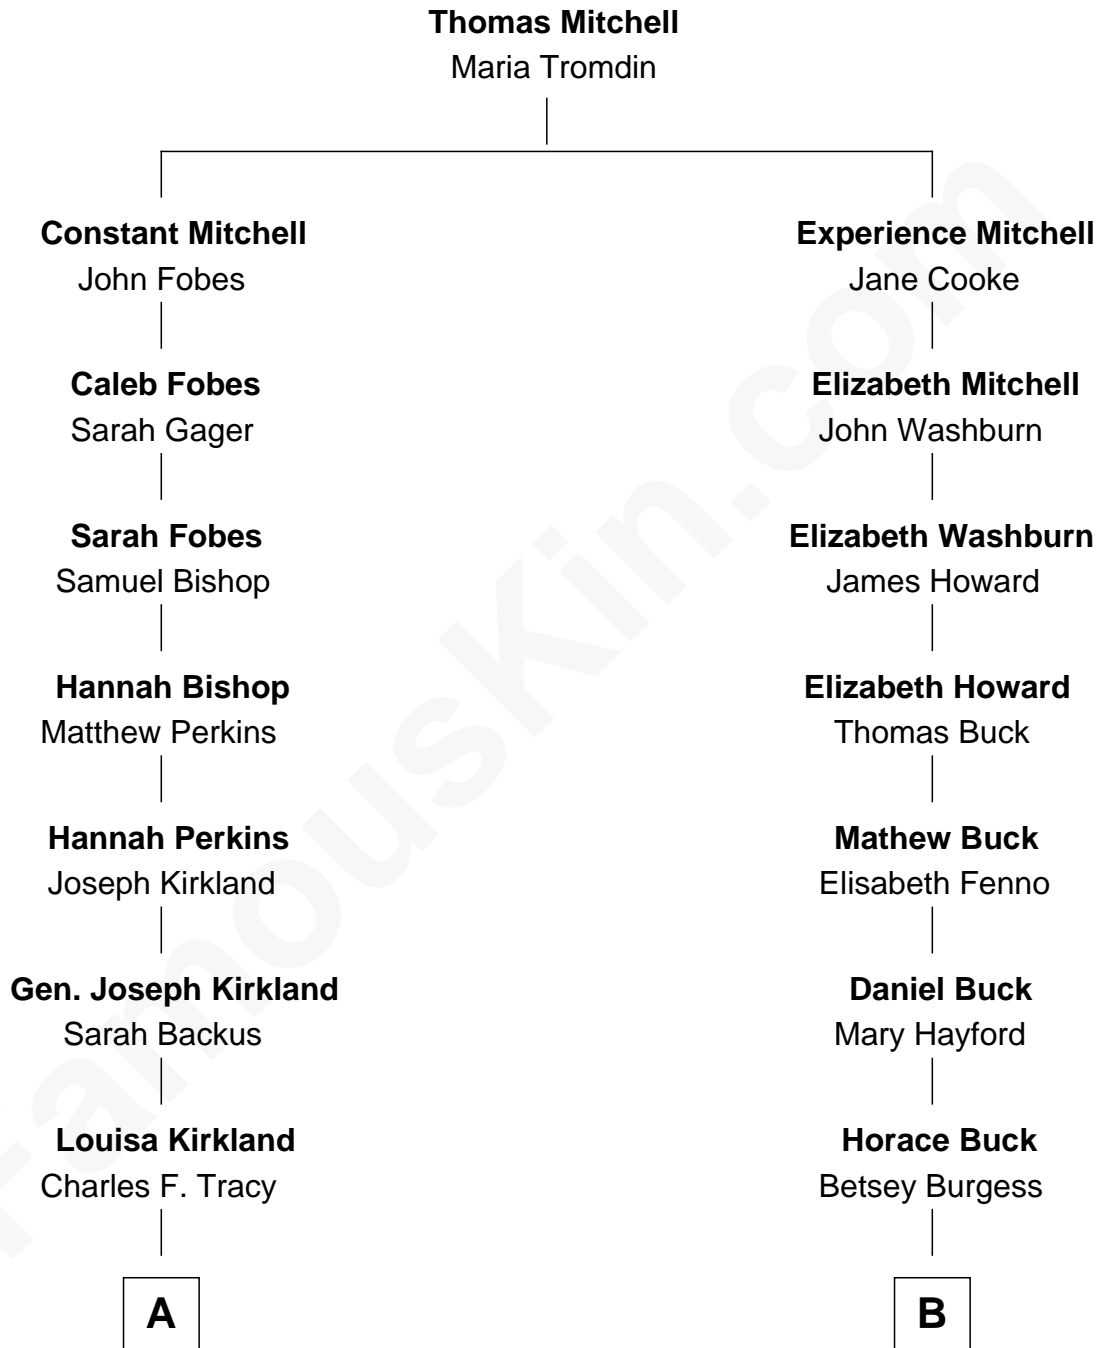 Thomas Mitchell
Maria Tromdin
Constant Mitchell
John Fobes
Experience Mitchell
Jane Cooke
Caleb Fobes
Sarah Gager
Elizabeth Mitchell
John Washburn
Sarah Fobes
Samuel Bishop
Elizabeth Washburn
James Howard
Hannah Bishop
Matthew Perkins
Elizabeth Howard
Thomas Buck
Hannah Perkins
Joseph Kirkland
Mathew Buck
Elisabeth Fenno
Gen. Joseph Kirkland
Sarah Backus
Daniel Buck
Mary Hayford
Louisa Kirkland
Charles F. Tracy
Horace Buck
Betsey Burgess
A
B
FamousKin.com